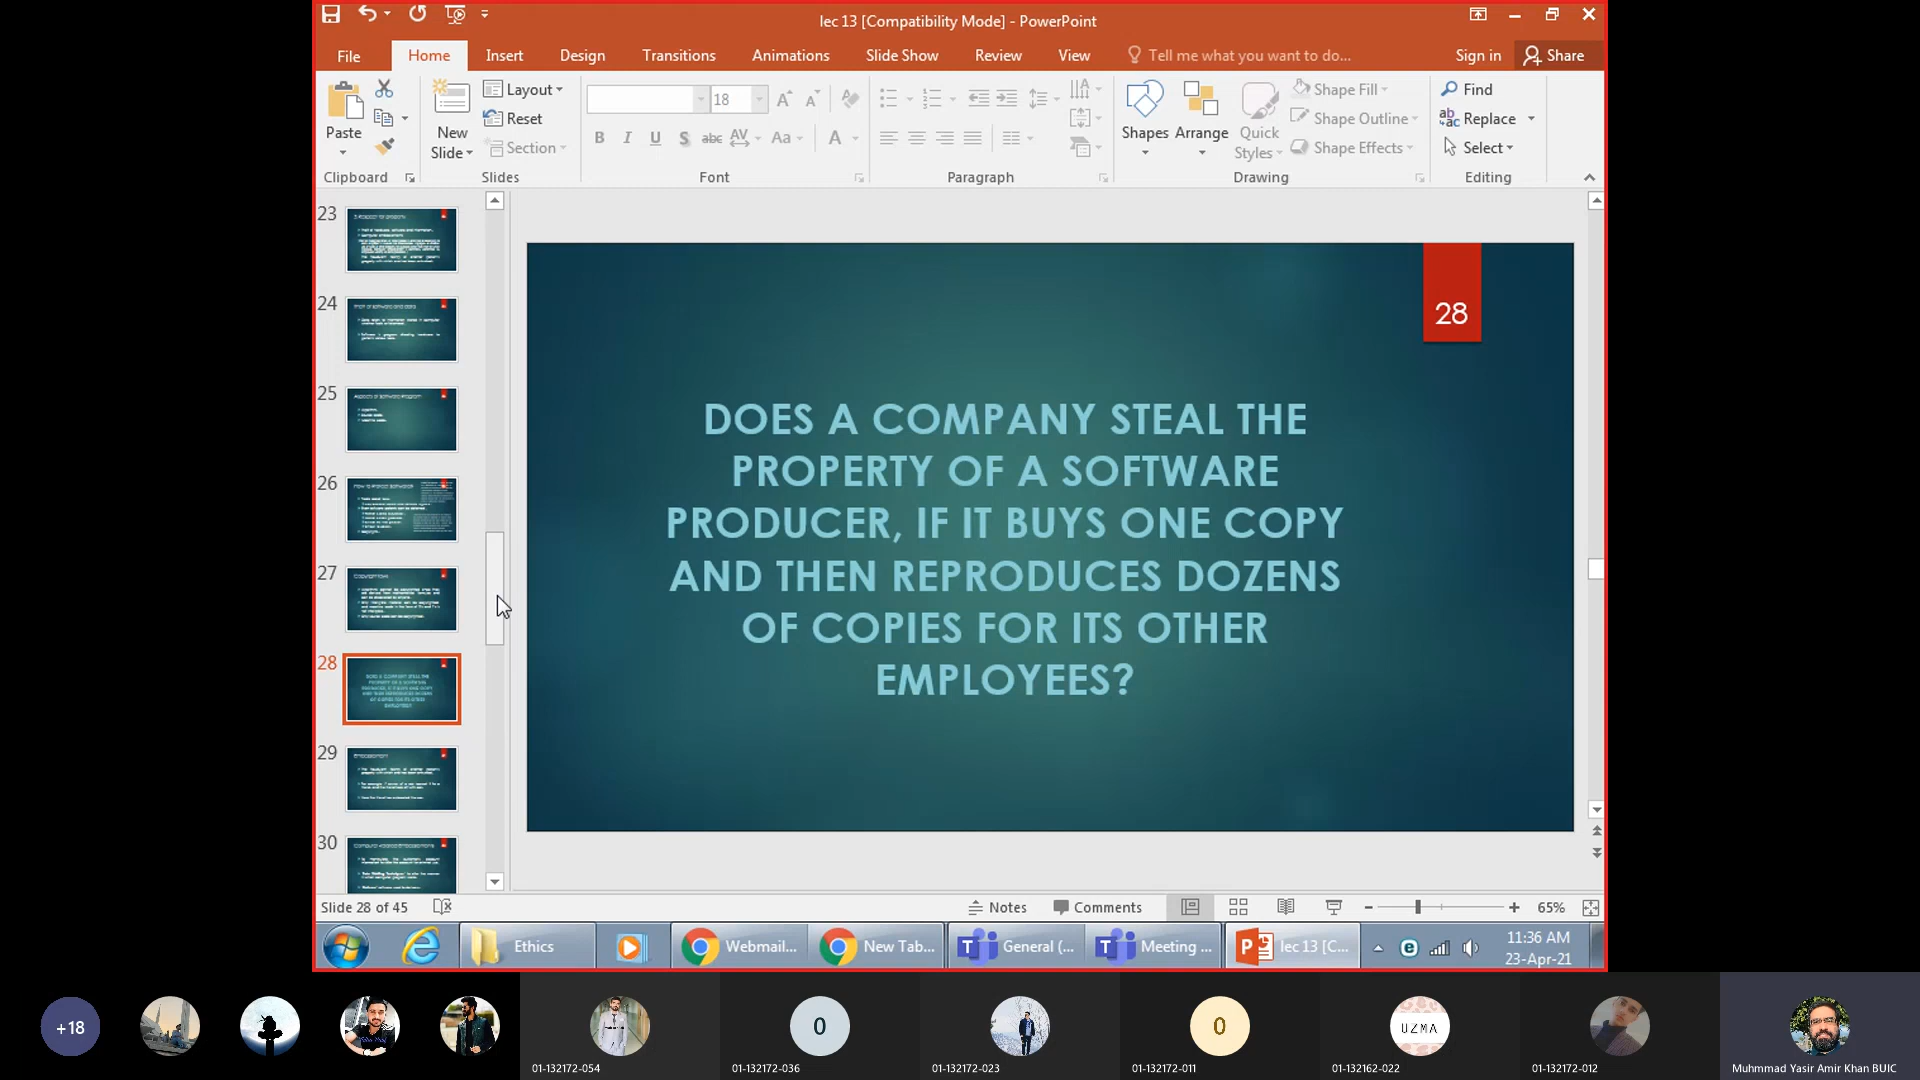 lec 13 [Compatibility Mode] - PowerPoint
File Home Insert Design Transitions Animations Slide Show Review View Tell me what you want to do... Sign in Share
Paste
Clipboard
New Slide
Layout
Reset
Section
Slides
18
B I U S abc AV Aa A
Font
Paragraph
Shapes
Arrange
Quick Styles
Shape Fill
Shape Outline
Shape Effects
Drawing
Find
Replace
Select
Editing
23
24
25
26
27
28
29
30
28
DOES A COMPANY STEAL THE
PROPERTY OF A SOFTWARE
PRODUCER, IF IT BUYS ONE COPY
AND THEN REPRODUCES DOZENS
OF COPIES FOR ITS OTHER
EMPLOYEES?
Slide 28 of 45
Notes
Comments
65%
Ethics
Webmail...
New Tab...
General (...
Meeting ...
lec 13 [C...
11:36 AM
23-Apr-21
+18
0
0
UZMA
01-132172-054
01-132172-036
01-132172-023
01-132172-011
01-132162-022
01-132172-012
Muhmmad Yasir Amir Khan BUIC